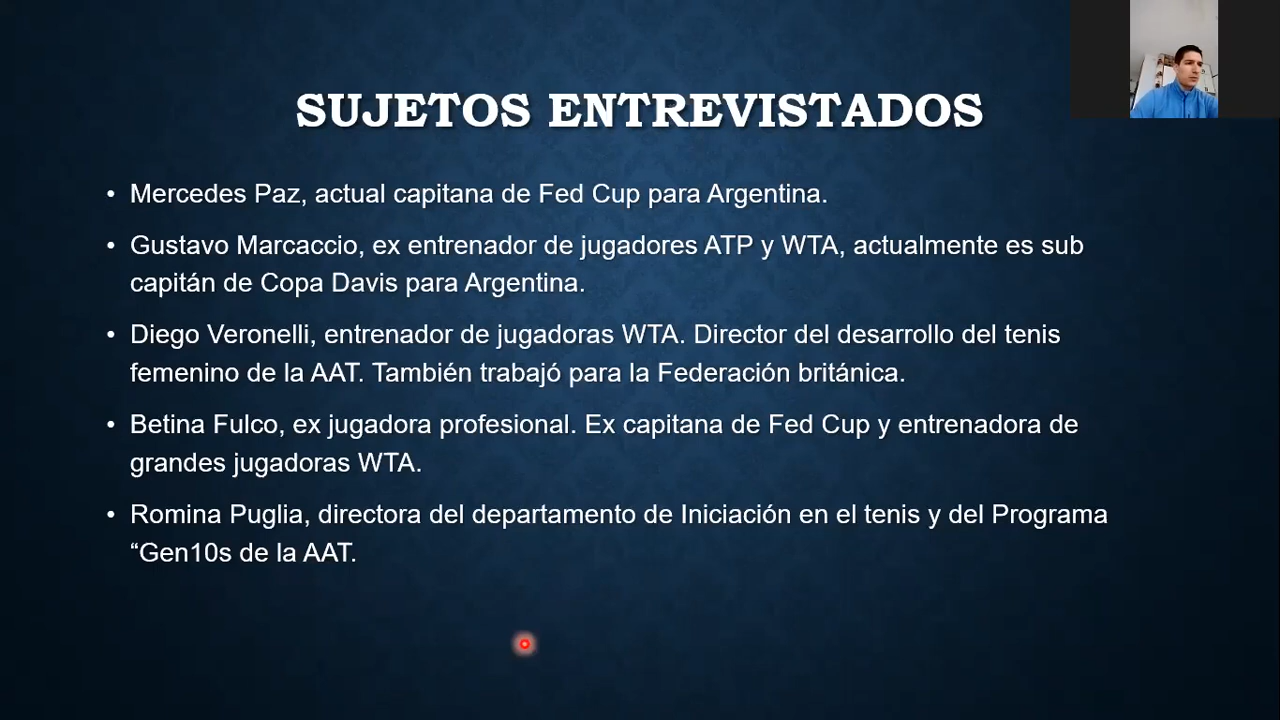 SUJETOS ENTREVISTADOS
• Mercedes Paz, actual capitana de Fed Cup para Argentina.
• Gustavo Marcaccio, ex entrenador de jugadores ATP y WTA, actualmente es sub
capitán de Copa Davis para Argentina.
• Diego Veronelli, entrenador de jugadoras WTA. Director del desarrollo del tenis
femenino de la AAT. También trabajó para la Federación británica.
• Betina Fulco, ex jugadora profesional. Ex capitana de Fed Cup y entrenadora de
grandes jugadoras WTA.
• Romina Puglia, directora del departamento de Iniciación en el tenis y del Programa
“Gen10s de la AAT.